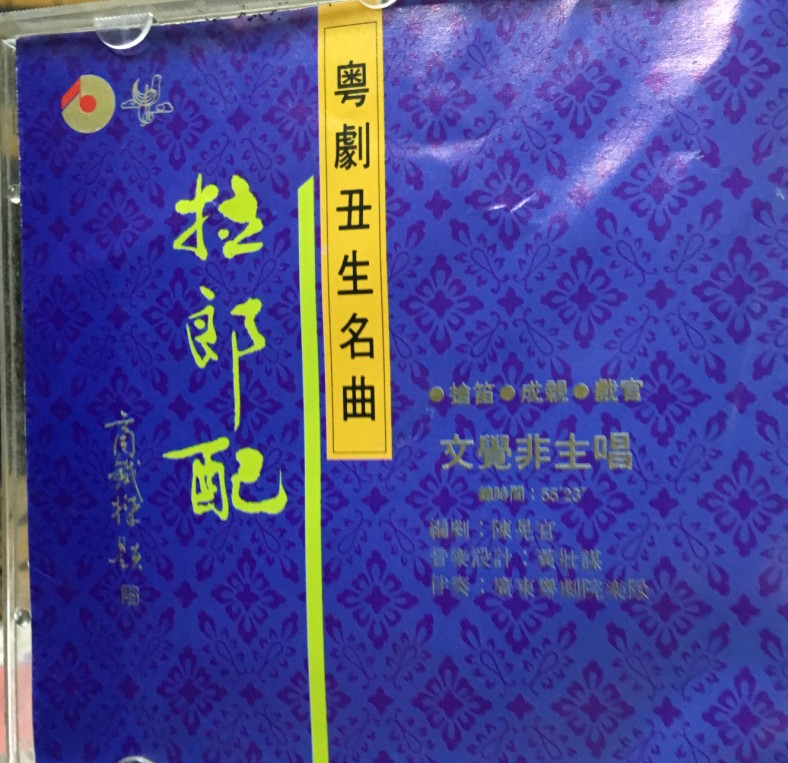 粵劇丑生名曲
拉郎配
●搶笛●成親●戲官
文覺非主唱
總時間：55'23"
編劇：陳晃宮
音樂設計：黃壯謀
伴奏：廣東粵劇院樂隊